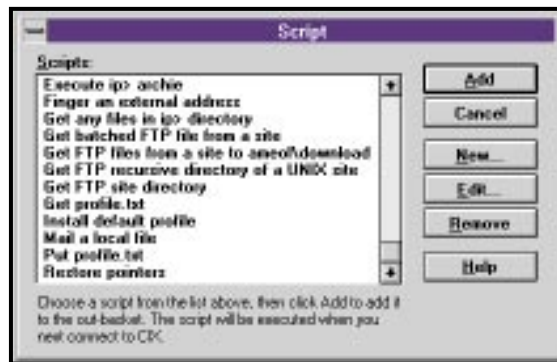 Script
Scripts:
Execute ip> archie
Finger an external address
Get any files in ip> directory
Get batched FTP file from a site
Get FTP files from a site to ameol\download
Get FTP recursive directory of a UNIX site
Get FTP site directory
Get profile.txt
Install default profile
Mail a local file
Put profile.txt
Restore pointers
Add
Cancel
New...
Edit...
Remove
Help
Choose a script from the list above, then click Add to add it
to the out-basket. The script will be executed when you
next connect to CIX.